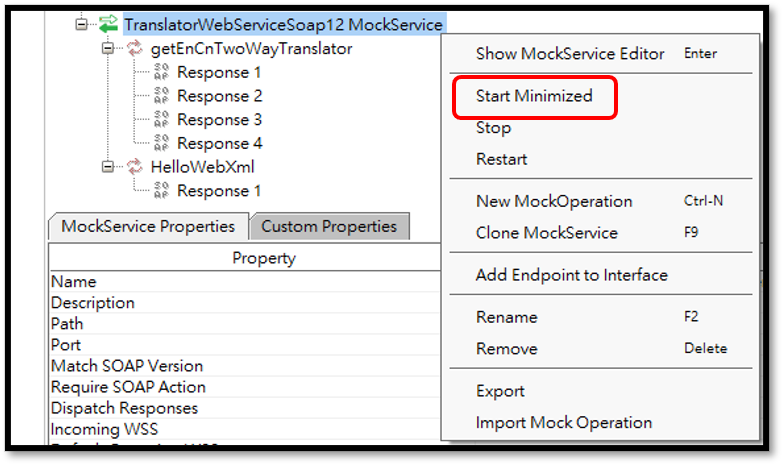 TranslatorWebServiceSoap12 MockService
getEnCnTwoWayTranslator
Response 1
Response 2
Response 3
Response 4
HelloWebXml
Response 1
MockService Properties
Custom Properties
Property
Name
Description
Path
Port
Match SOAP Version
Require SOAP Action
Dispatch Responses
Incoming WSS
Show MockService Editor Enter
Start Minimized
Stop
Restart
New MockOperation Ctrl-N
Clone MockService F9
Add Endpoint to Interface
Rename F2
Remove Delete
Export
Import Mock Operation